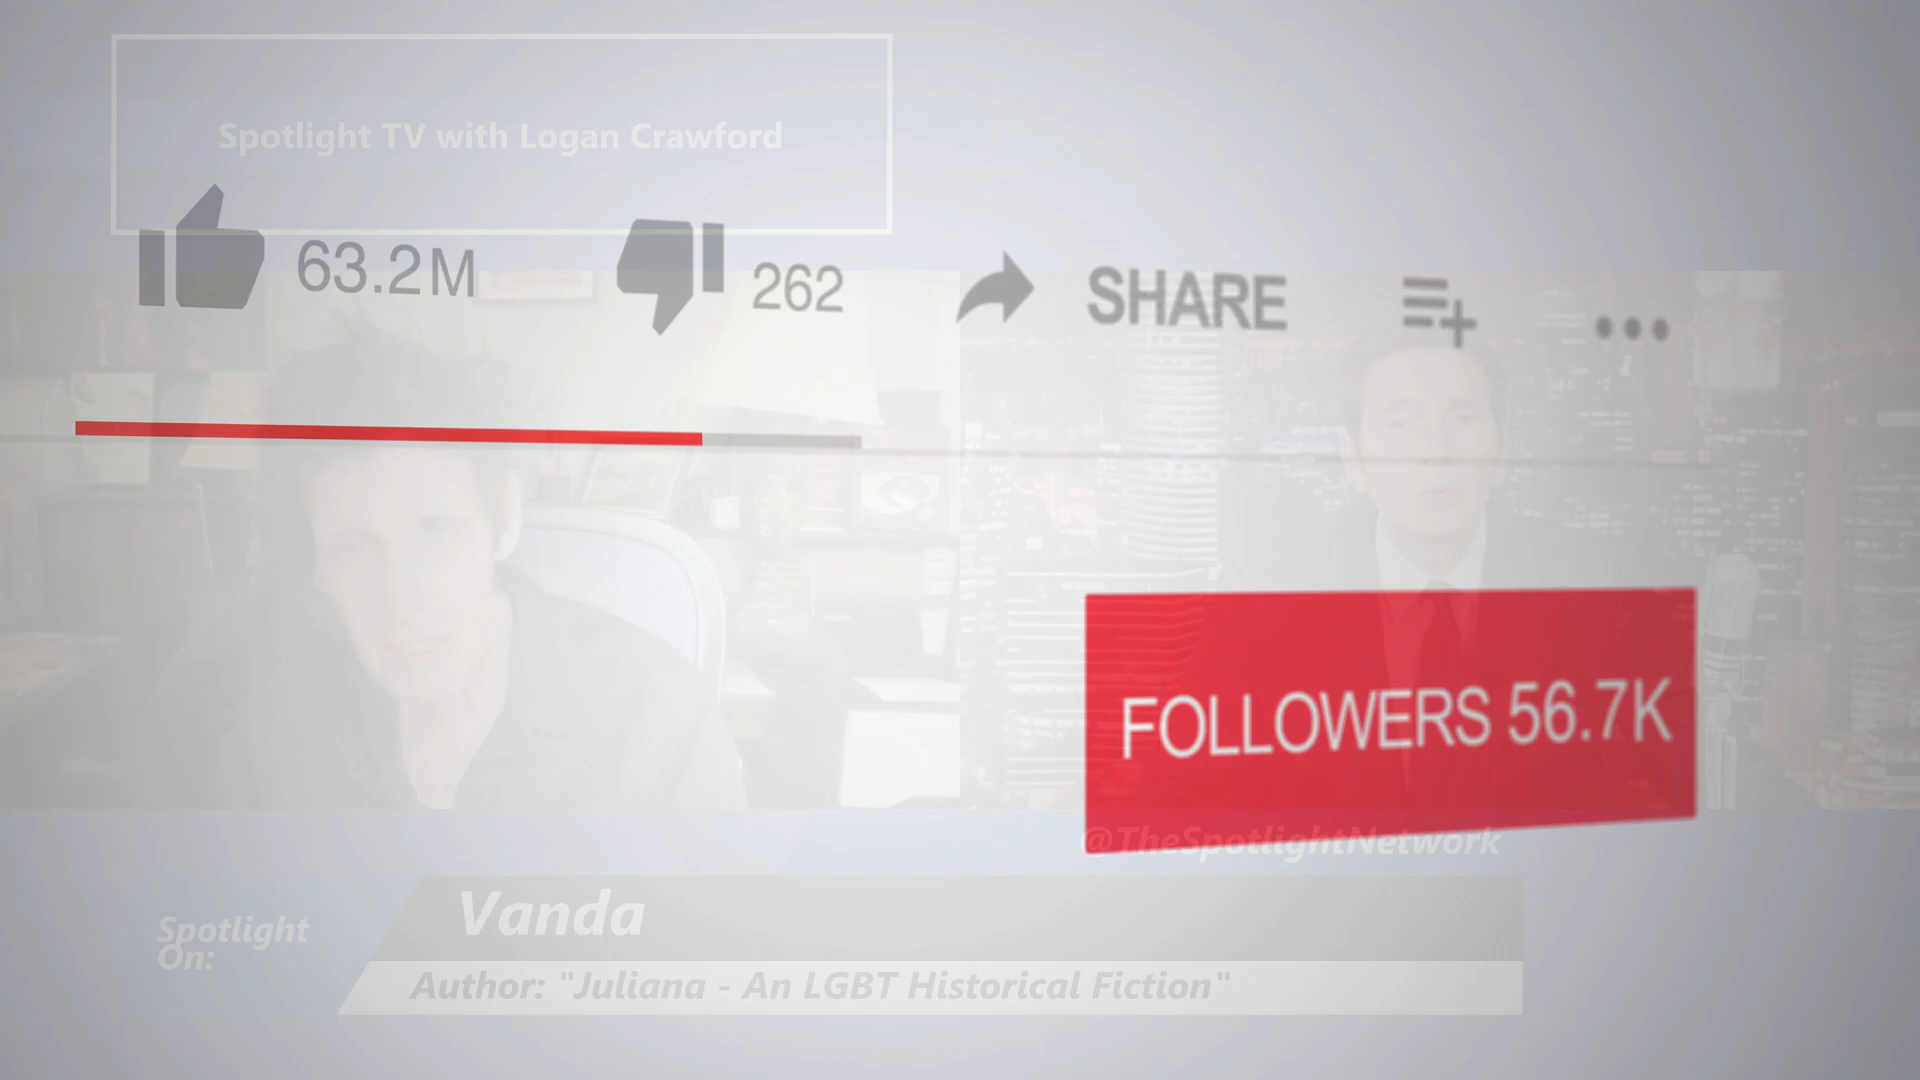 Spotlight TV with Logan Crawford
63.2M
262
SHARE
FOLLOWERS 56.7K
@TheSpotlightNetwork
Spotlight
On:
Vanda
Author: "Juliana - An LGBT Historical Fiction"